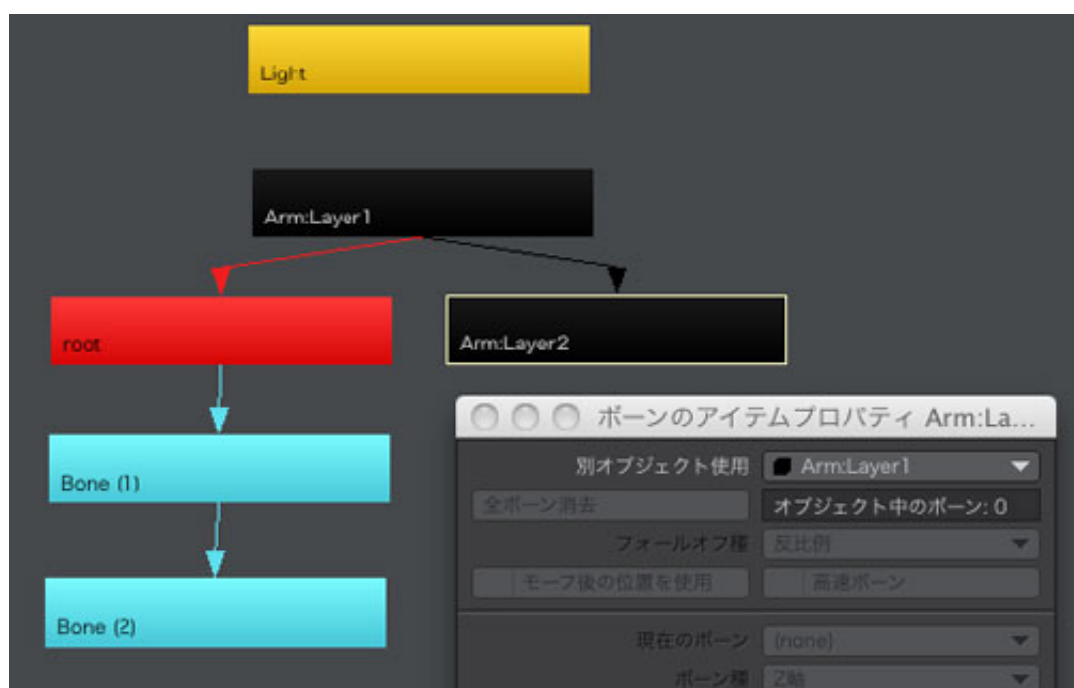 Light
Arm:Layer1
root
Arm:Layer2
Bone (1)
Bone (2)
ボーンのアイテムプロパティ Arm:La...
別オブジェクト使用 Arm:Layer1
全ボーン消去 オブジェクト中のボーン: 0
フォールオフ種 反比例
モーフ後の位置を使用 高速ボーン
現在のボーン (none)
ボーン種 Z軸